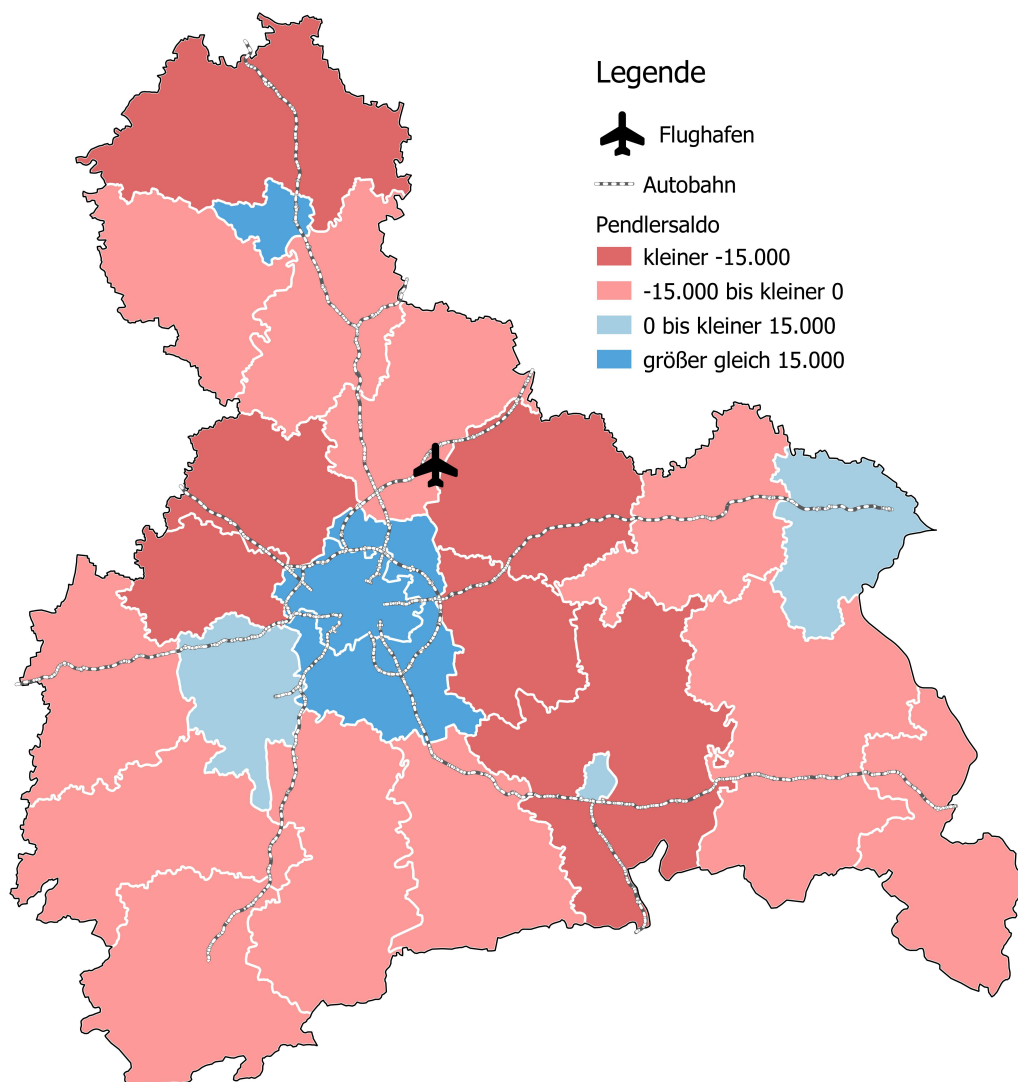 Legende
Flughafen
Autobahn
Pendlersaldo
kleiner -15.000
-15.000 bis kleiner 0
0 bis kleiner 15.000
größer gleich 15.000